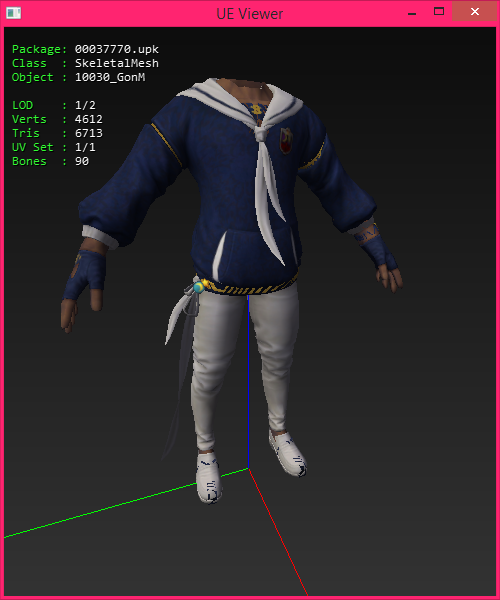 UE Viewer
Package: 00037770.upk
Class : SkeletalMesh
Object : 10030_GonM
LOD : 1/2
Verts : 4612
Tris : 6713
UV Set : 1/1
Bones : 90